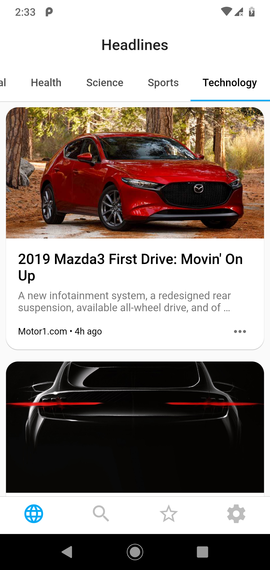 2:33
Headlines
al Health Science Sports Technology
2019 Mazda3 First Drive: Movin' On
Up
A new infotainment system, a redesigned rear
suspension, available all-wheel drive, and of …
Motor1.com • 4h ago